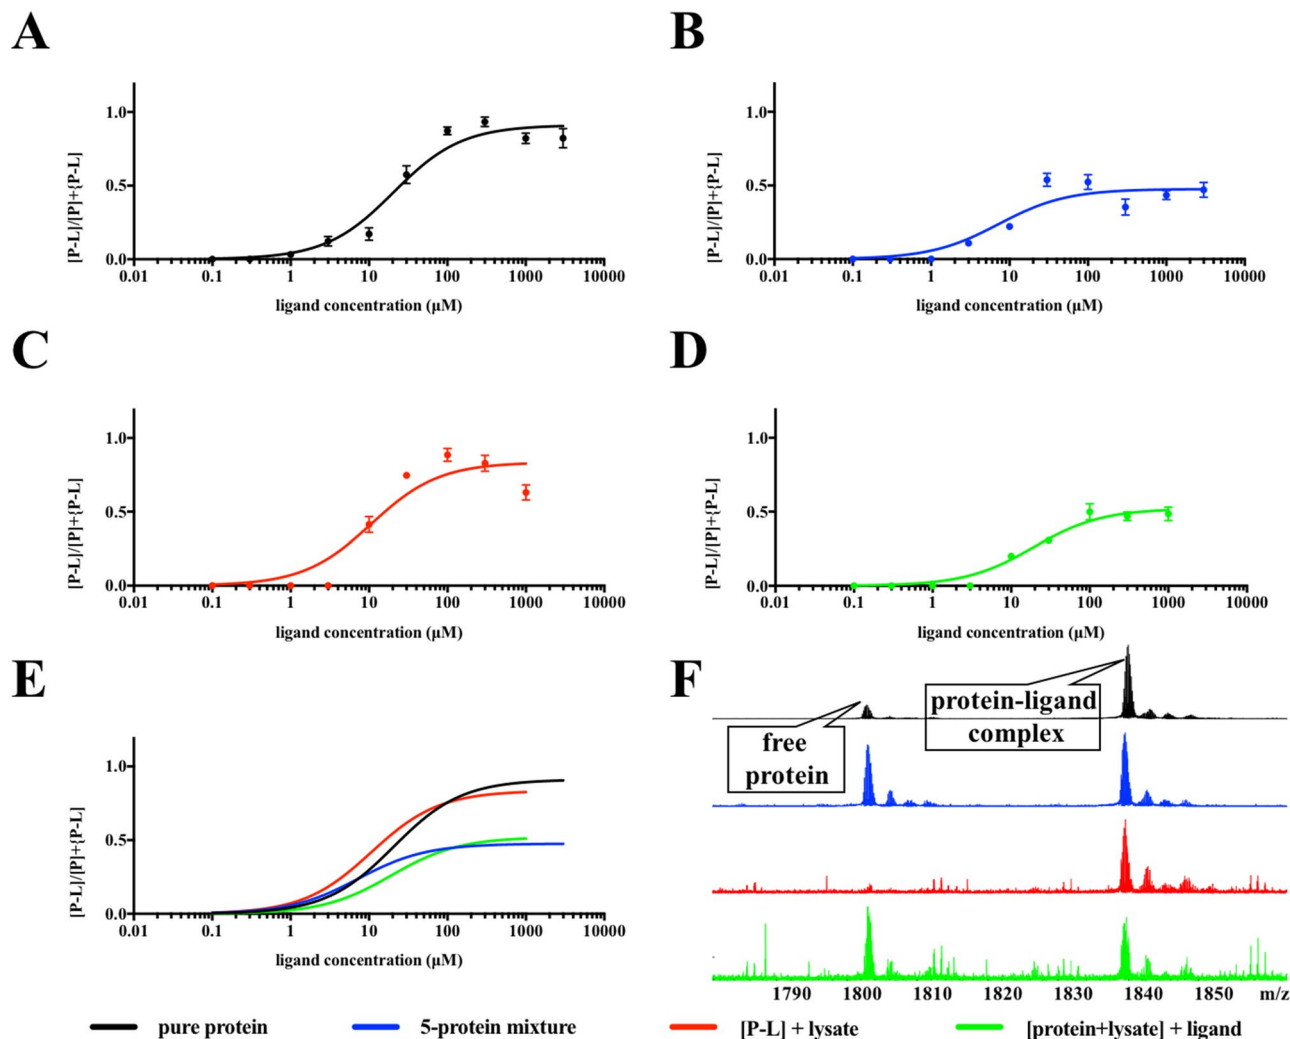 A
B
1.0
0.5
0.0
[P-L]/[P]+{P-L]
0.01 0.1 1 10 100 1000 10000
ligand concentration (µM)
1.0
0.5
0.0
[P-L]/[P]+{P-L]
0.01 0.1 1 10 100 1000 10000
ligand concentration (µM)
C
D
1.0
0.5
0.0
[P-L]/[P]+{P-L]
0.01 0.1 1 10 100 1000 10000
ligand concentration (µM)
1.0
0.5
0.0
[P-L]/[P]+{P-L]
0.01 0.1 1 10 100 1000 10000
ligand concentration (µM)
E
F
1.0
0.5
0.0
[P-L]/[P]+{P-L]
0.01 0.1 1 10 100 1000 10000
ligand concentration (µM)
protein-ligand
complex
free
protein
1790 1800 1810 1820 1830 1840 1850 m/z
pure protein
5-protein mixture
[P-L] + lysate
[protein+lysate] + ligand